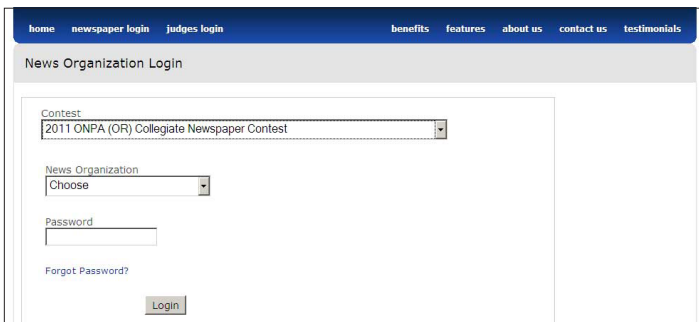 home newspaper login judges login benefits features about us contact us testimonials
News Organization Login
Contest
2011 ONPA (OR) Collegiate Newspaper Contest
News Organization
Choose
Password
Forgot Password?
Login